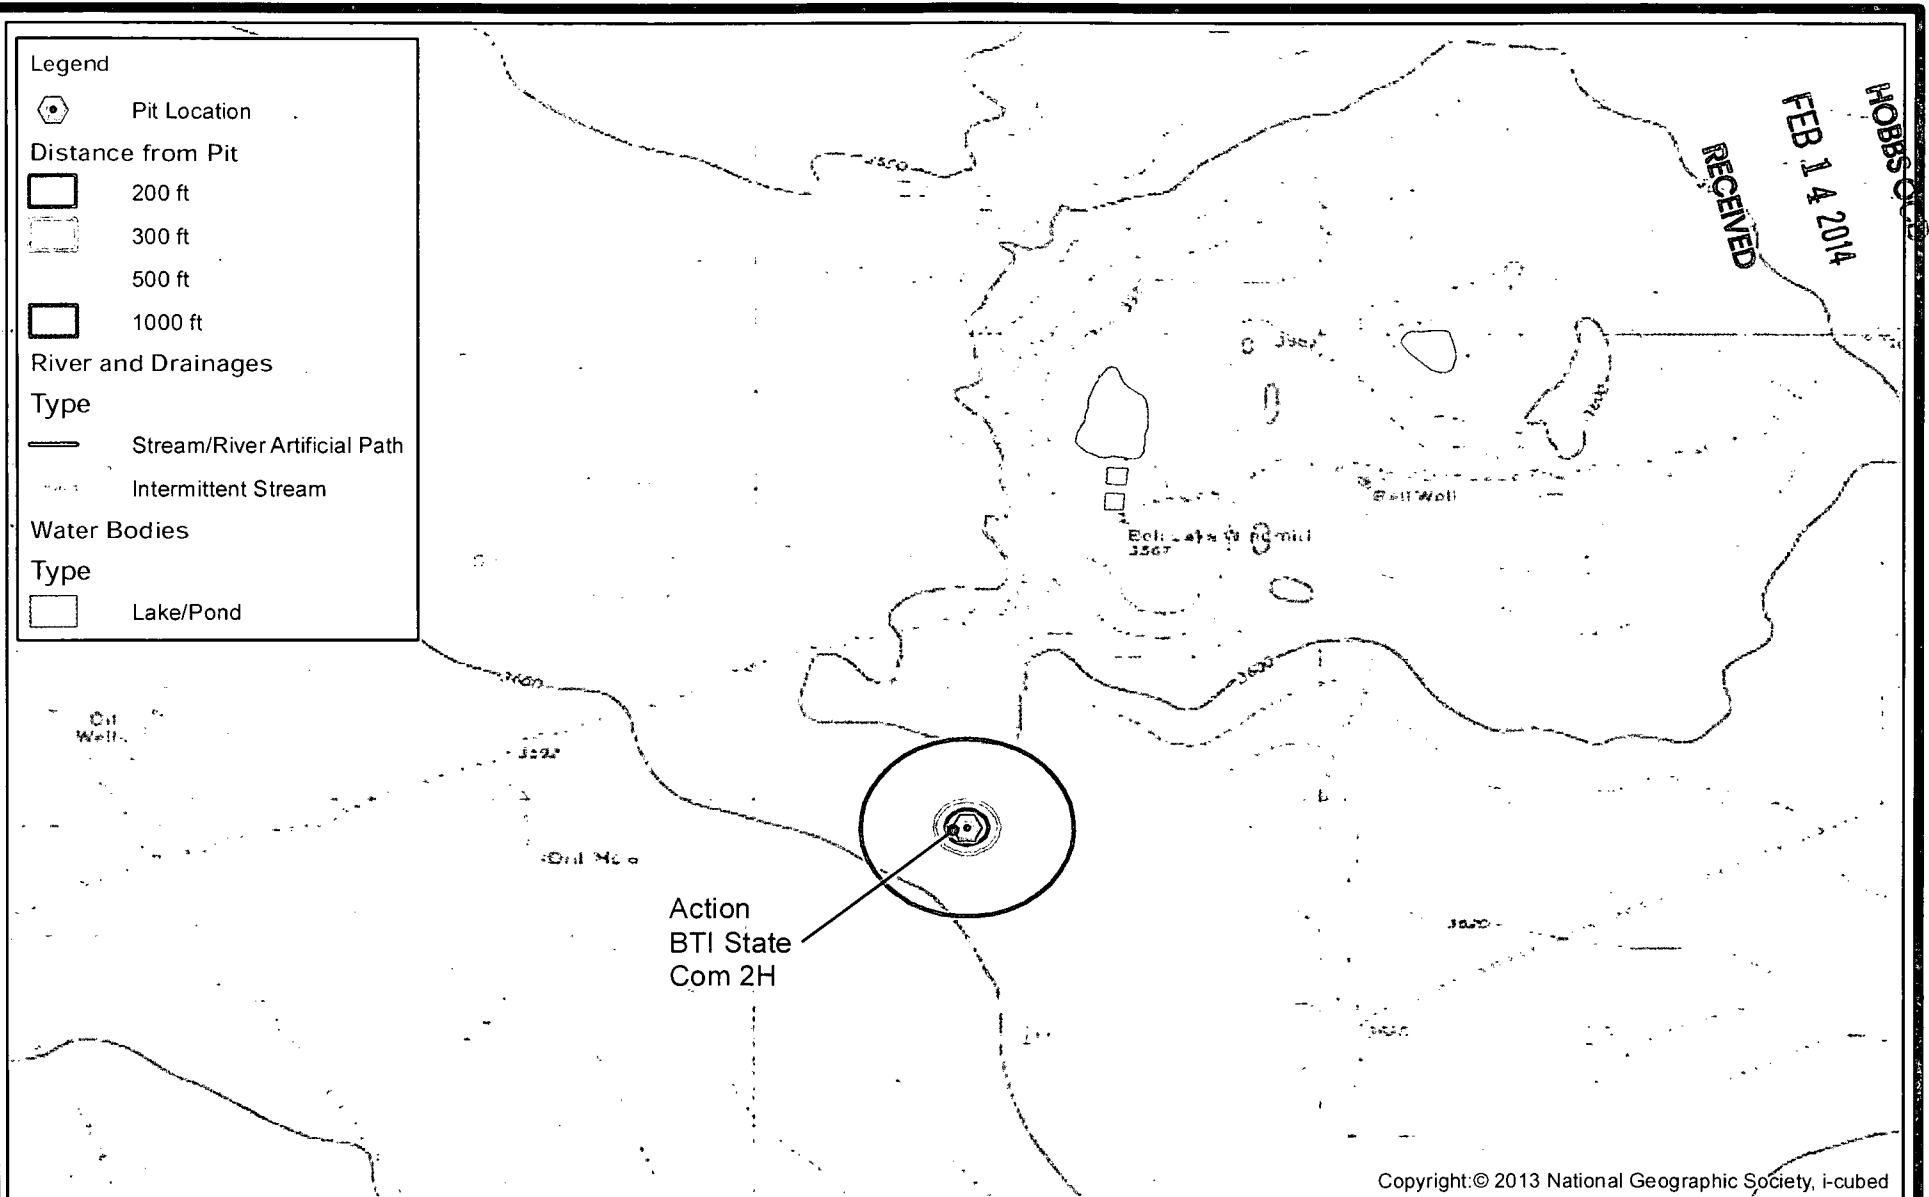 Legend
Pit Location
Distance from Pit
200 ft
300 ft
500 ft
1000 ft
River and Drainages
Type
Stream/River Artificial Path
Intermittent Stream
Water Bodies
Type
Lake/Pond
HOBBS
FEB 14 2014
RECEIVED
3567
3600
Oil
Well
Action
BTI State
Com 2H
Copyright:© 2013 National Geographic Society, i-cubed